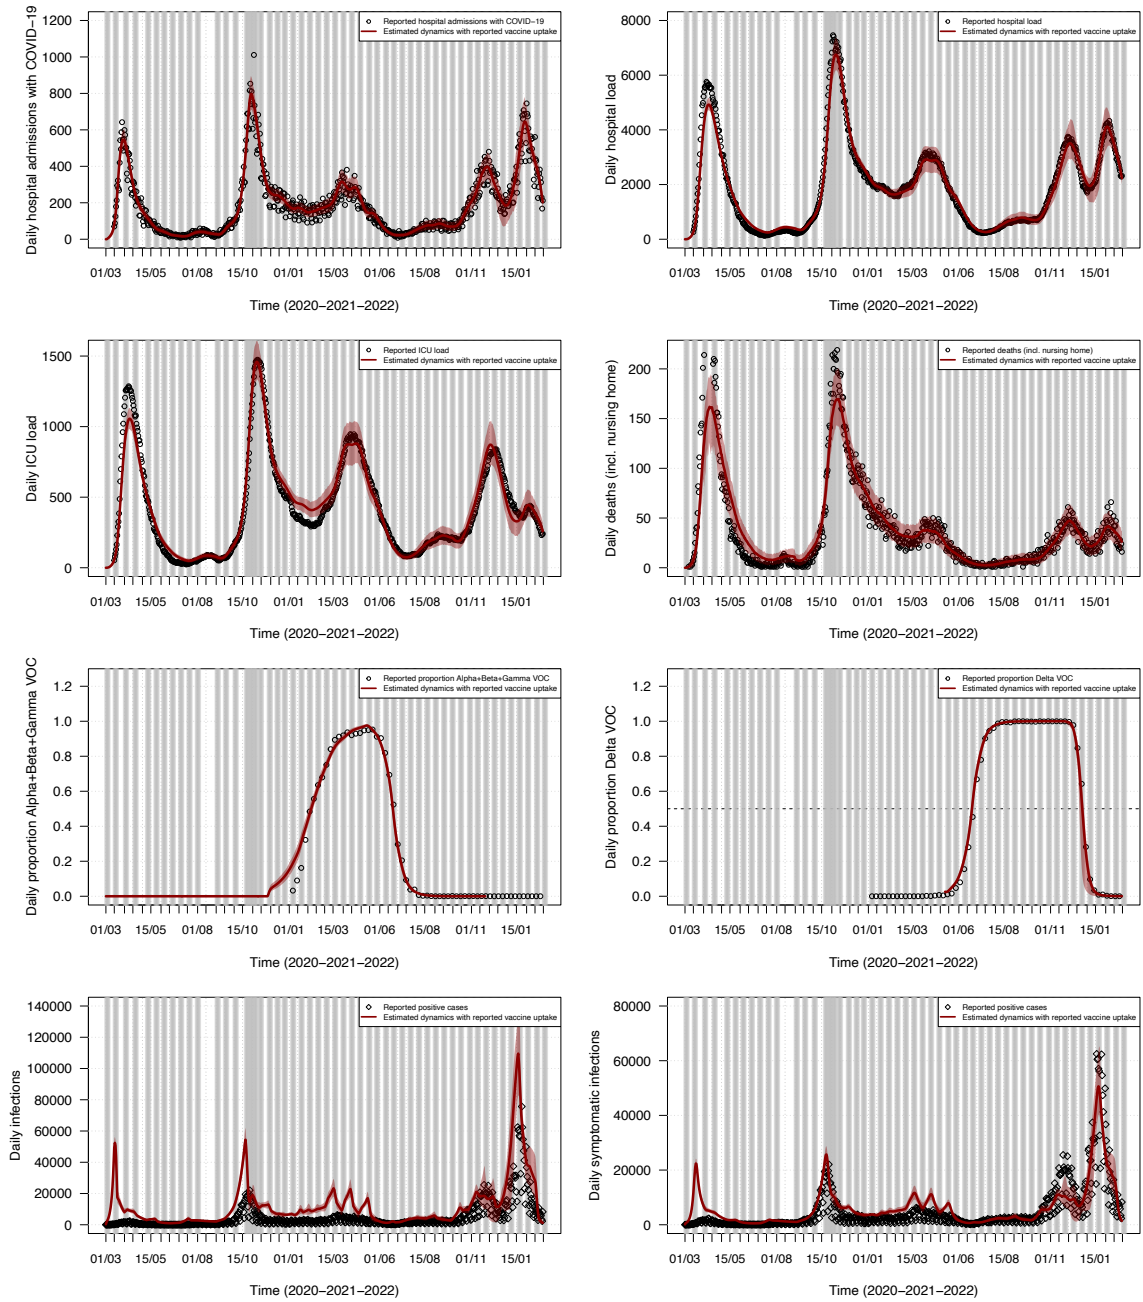 Daily hospital admissions with COVID−19
1200
1000
800
600
400
200
0
Reported hospital admissions with COVID−19
Estimated dynamics with reported vaccine uptake
01/03 15/05 01/08 15/10 01/01 15/03 01/06 15/08 01/11 15/01
Time (2020−2021−2022)
Daily hospital load
8000
6000
4000
2000
0
Reported hospital load
Estimated dynamics with reported vaccine uptake
01/03 15/05 01/08 15/10 01/01 15/03 01/06 15/08 01/11 15/01
Time (2020−2021−2022)
Daily ICU load
1500
1000
500
0
Reported ICU load
Estimated dynamics with reported vaccine uptake
01/03 15/05 01/08 15/10 01/01 15/03 01/06 15/08 01/11 15/01
Time (2020−2021−2022)
Daily deaths (incl. nursing home)
200
150
100
50
0
Reported deaths (incl. nursing home)
Estimated dynamics with reported vaccine uptake
01/03 15/05 01/08 15/10 01/01 15/03 01/06 15/08 01/11 15/01
Time (2020−2021−2022)
Daily proportion Alpha+Beta+Gamma VOC
1.2
1.0
0.8
0.6
0.4
0.2
0.0
Reported proportion Alpha+Beta+Gamma VOC
Estimated dynamics with reported vaccine uptake
01/03 15/05 01/08 15/10 01/01 15/03 01/06 15/08 01/11 15/01
Time (2020−2021−2022)
Daily proportion Delta VOC
1.2
1.0
0.8
0.6
0.4
0.2
0.0
Reported proportion Delta VOC
Estimated dynamics with reported vaccine uptake
01/03 15/05 01/08 15/10 01/01 15/03 01/06 15/08 01/11 15/01
Time (2020−2021−2022)
Daily infections
140000
120000
100000
80000
60000
40000
20000
0
Reported positive cases
Estimated dynamics with reported vaccine uptake
01/03 15/05 01/08 15/10 01/01 15/03 01/06 15/08 01/11 15/01
Time (2020−2021−2022)
Daily symptomatic infections
80000
60000
40000
20000
0
Reported positive cases
Estimated dynamics with reported vaccine uptake
01/03 15/05 01/08 15/10 01/01 15/03 01/06 15/08 01/11 15/01
Time (2020−2021−2022)